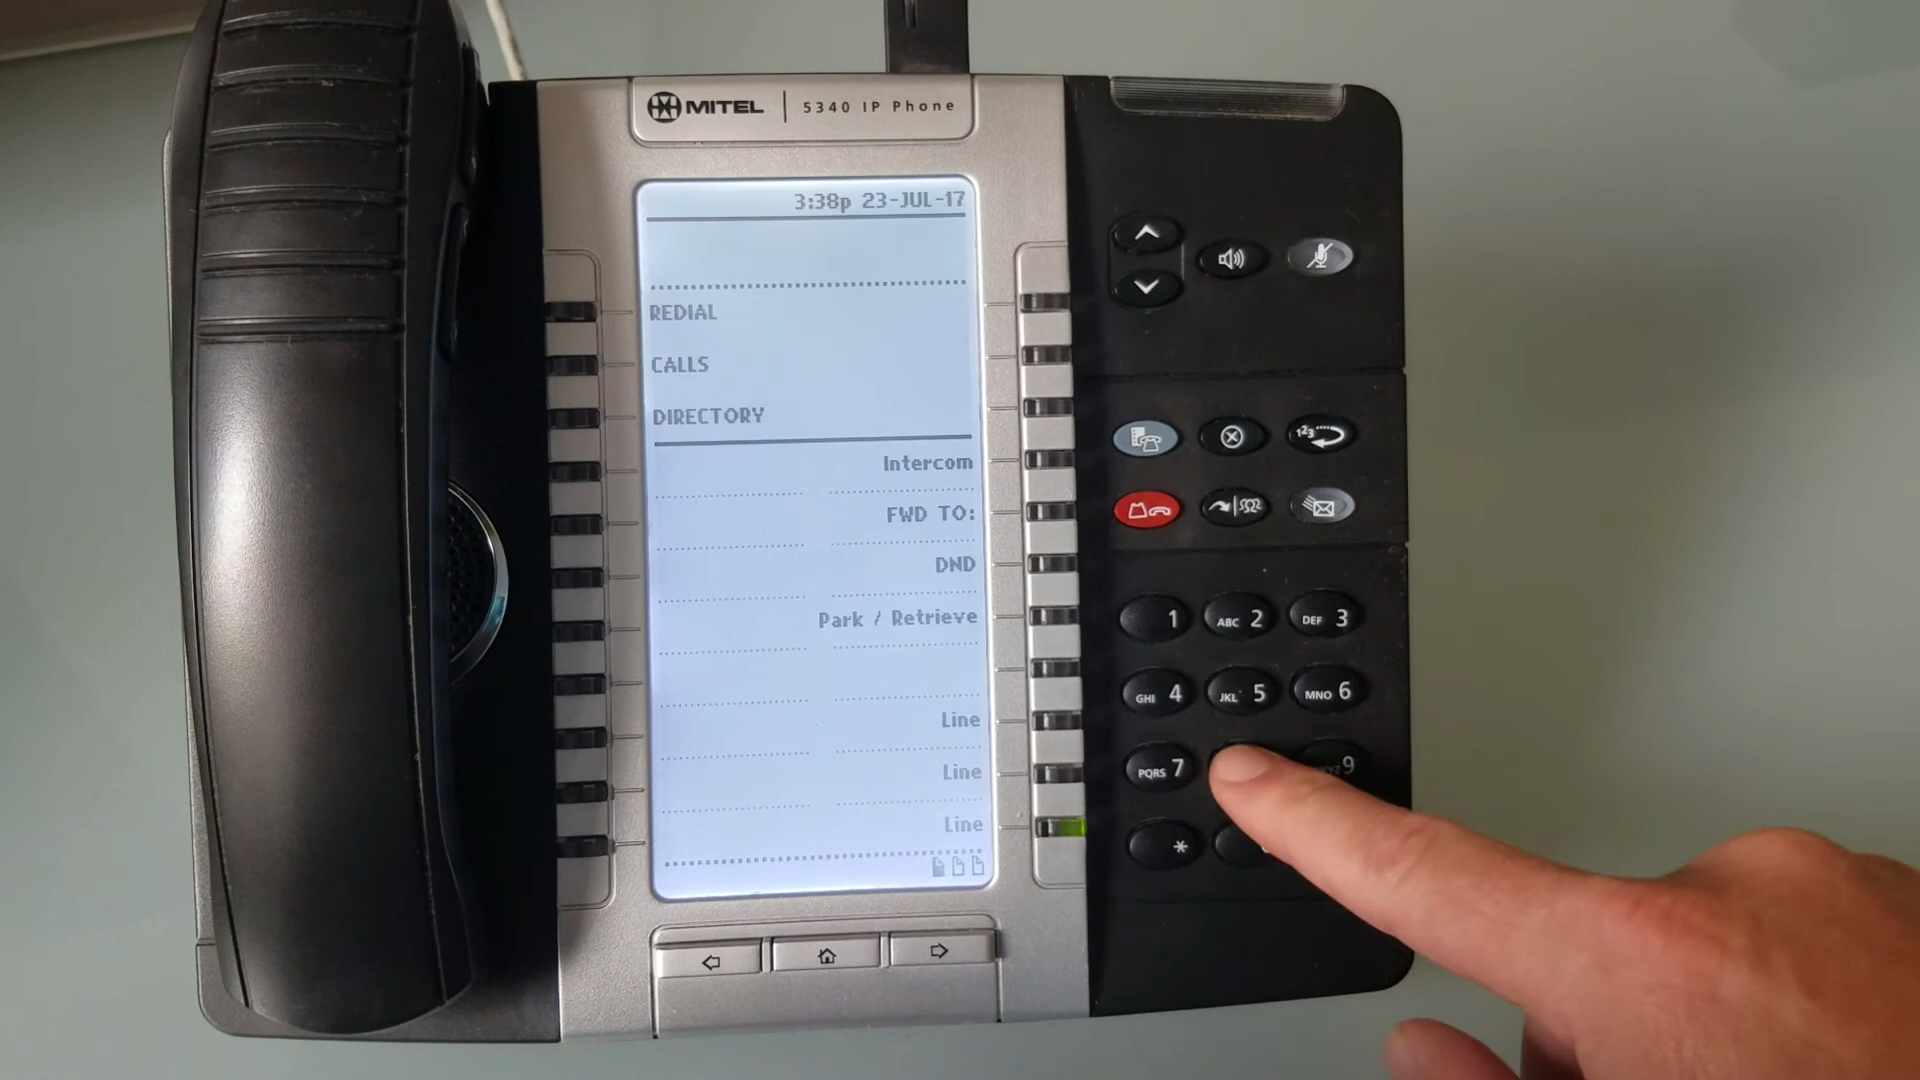 MITEL | 5340 IP Phone
3:38p 23-JUL-17
REDIAL
CALLS
DIRECTORY
Intercom
FWD TO:
DND
Park / Retrieve
Line
Line
Line
123
1 ABC 2 DEF 3
GHI 4 JKL 5 MNO 6
PQRS 7 9
*